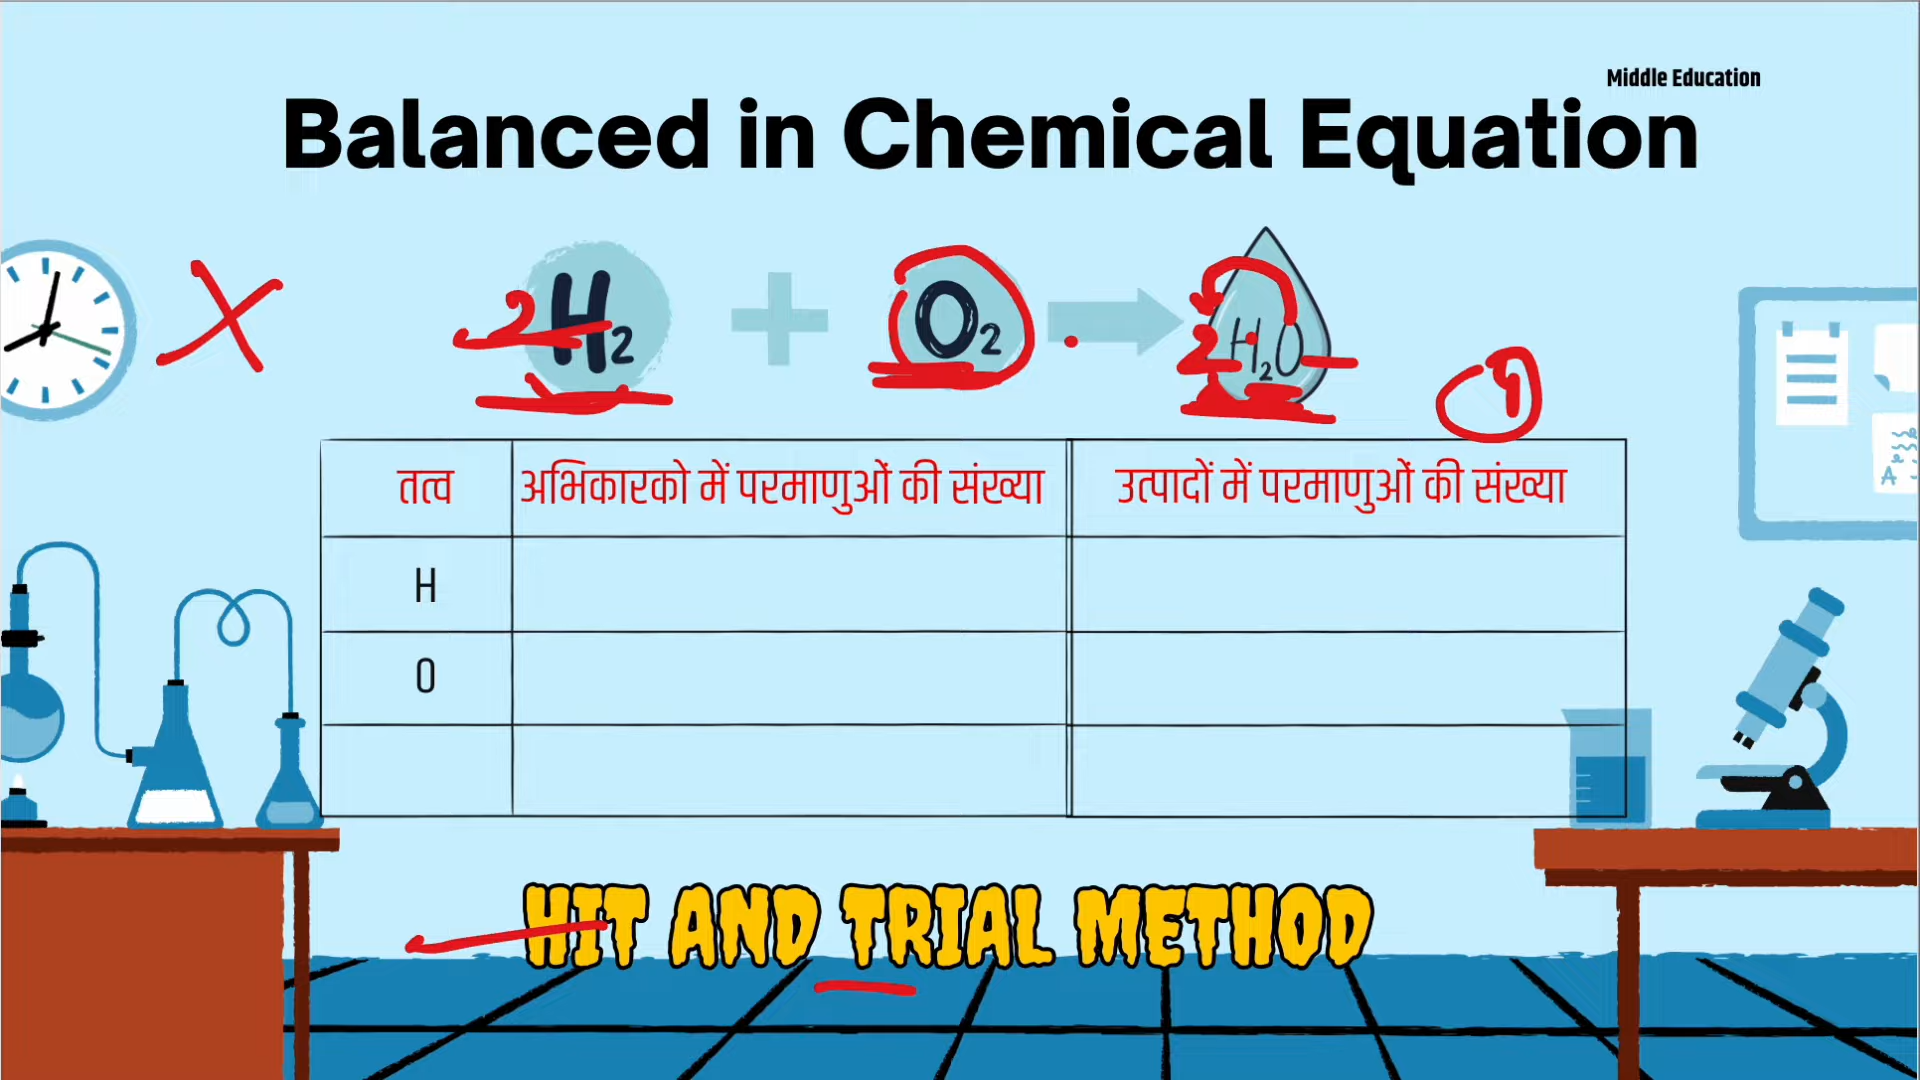 Middle Education
Balanced in Chemical Equation
2H₂ + O₂ → 2H₂O
तत्व अभिकारको में परमाणुओं की संख्या उत्पादों में परमाणुओं की संख्या
H
O
HIT AND TRIAL METHOD